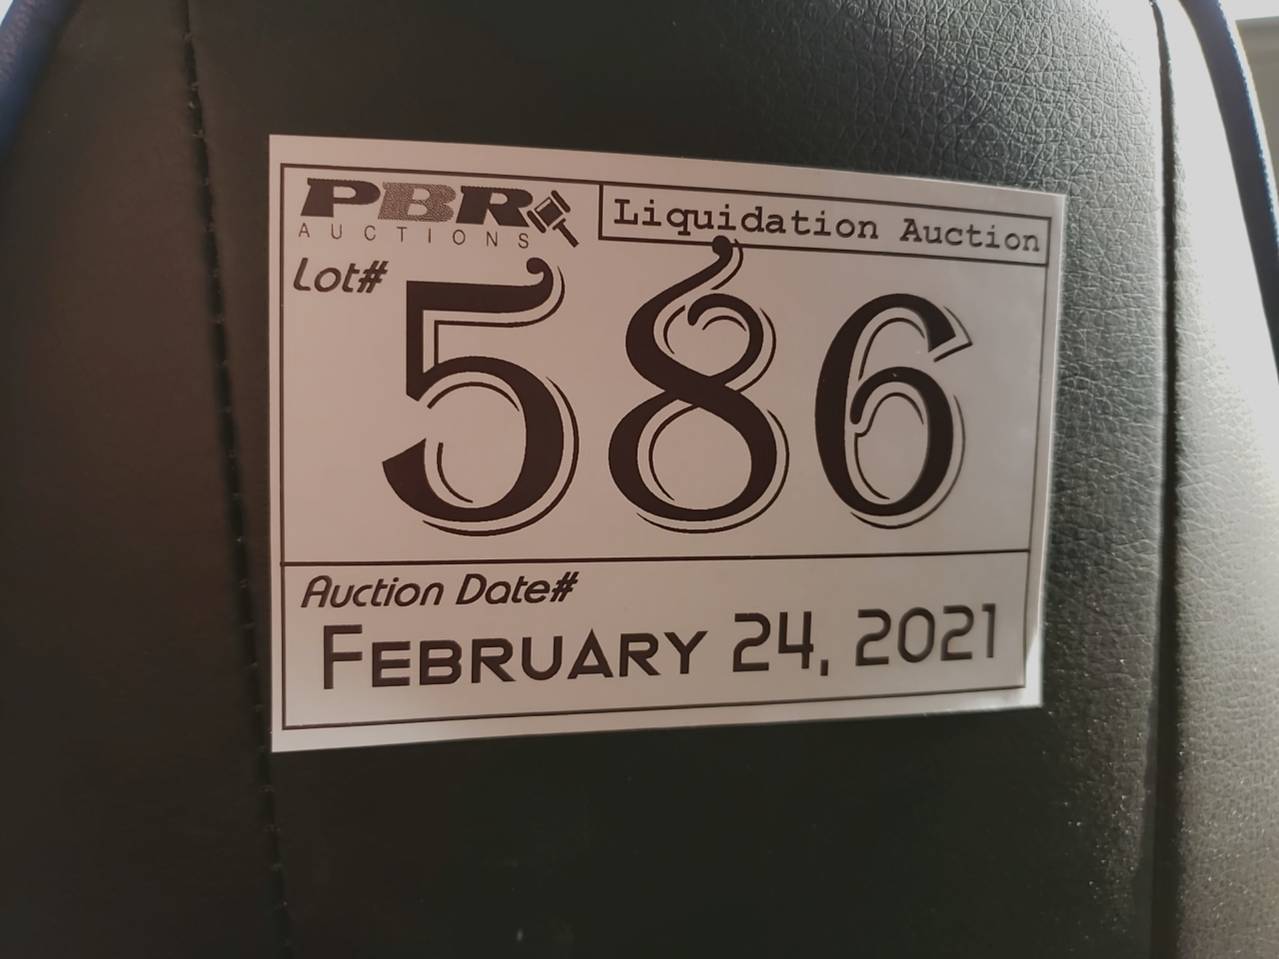 PBR
AUCTIONS
Liquidation Auction
Lot#
586
Auction Date#
FEBRUARY 24, 2021